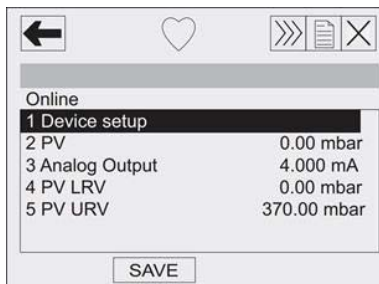 Online
1 Device setup
2 PV 0.00 mbar
3 Analog Output 4.000 mA
4 PV LRV 0.00 mbar
5 PV URV 370.00 mbar
SAVE